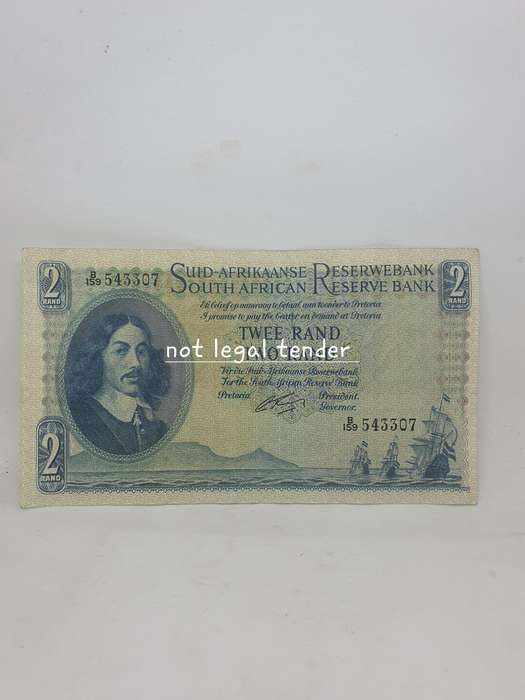 2
RAND
B/159 543307
SUID-AFRIKAANSE RESERWEBANK
SOUTH AFRICAN RESERVE BANK
2
RAND
Ek beloof op aanvraag te betaal aan toonder te Pretoria
I promise to pay the bearer on demand at Pretoria
TWEE RAND
TWO RAND
not legal tender
Vir die Suid-Afrikaanse Reserwebank
For the South African Reserve Bank
Pretoria
President.
Governor.
B/159 543307
2
RAND